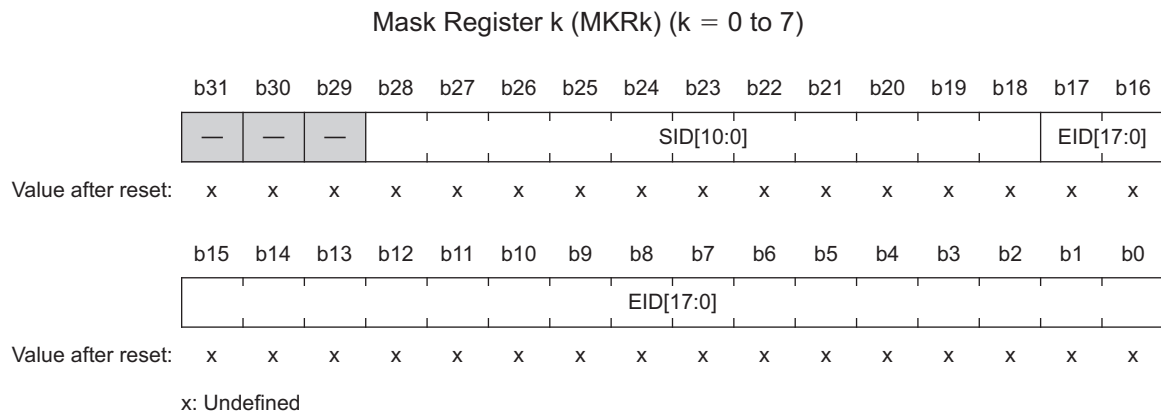 Mask Register k (MKRk) (k = 0 to 7)
b31 b30 b29 b28 b27 b26 b25 b24 b23 b22 b21 b20 b19 b18 b17 b16
— — — SID[10:0] EID[17:0]
Value after reset: x x x x x x x x x x x x x x x x
b15 b14 b13 b12 b11 b10 b9 b8 b7 b6 b5 b4 b3 b2 b1 b0
EID[17:0]
Value after reset: x x x x x x x x x x x x x x x x
x: Undefined